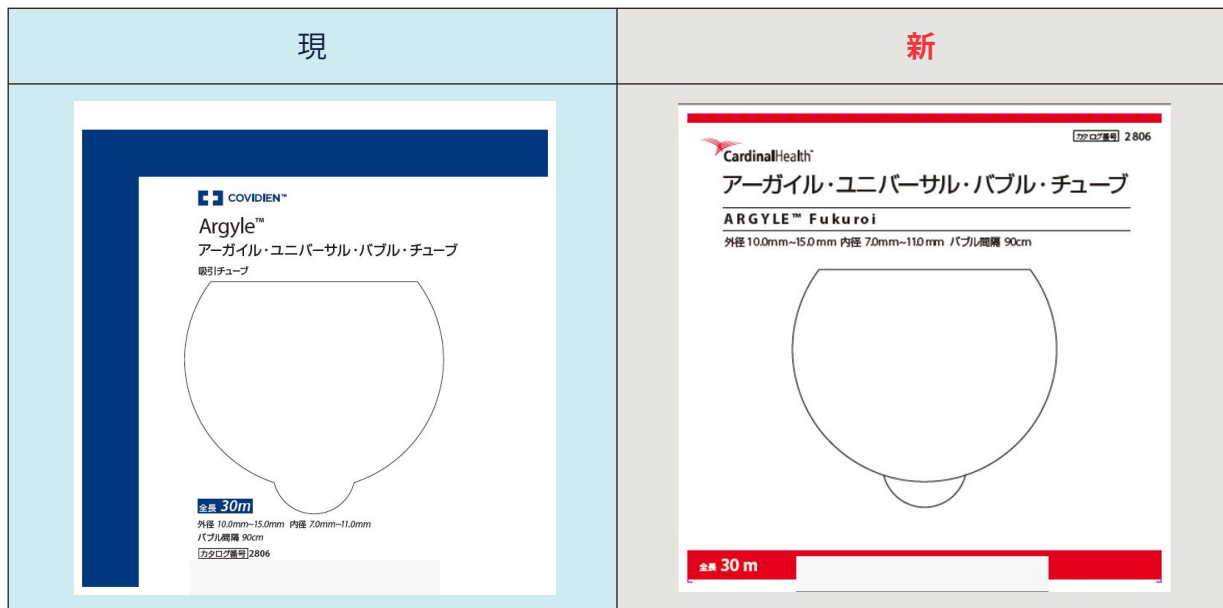 現
新
COVIDIEN™
Argyle™
アーガイル・ユニバーサル・バブル・チューブ
吸引チューブ
全長 30m
外径 10.0mm~15.0mm 内径 7.0mm~11.0mm
バブル間隔 90cm
カタログ番号 2806
カタログ番号 2806
CardinalHealth™
アーガイル・ユニバーサル・バブル・チューブ
ARGYLE™ Fukuroi
外径 10.0mm~15.0 mm 内径 7.0mm~11.0 mm バブル間隔 90cm
全長 30 m